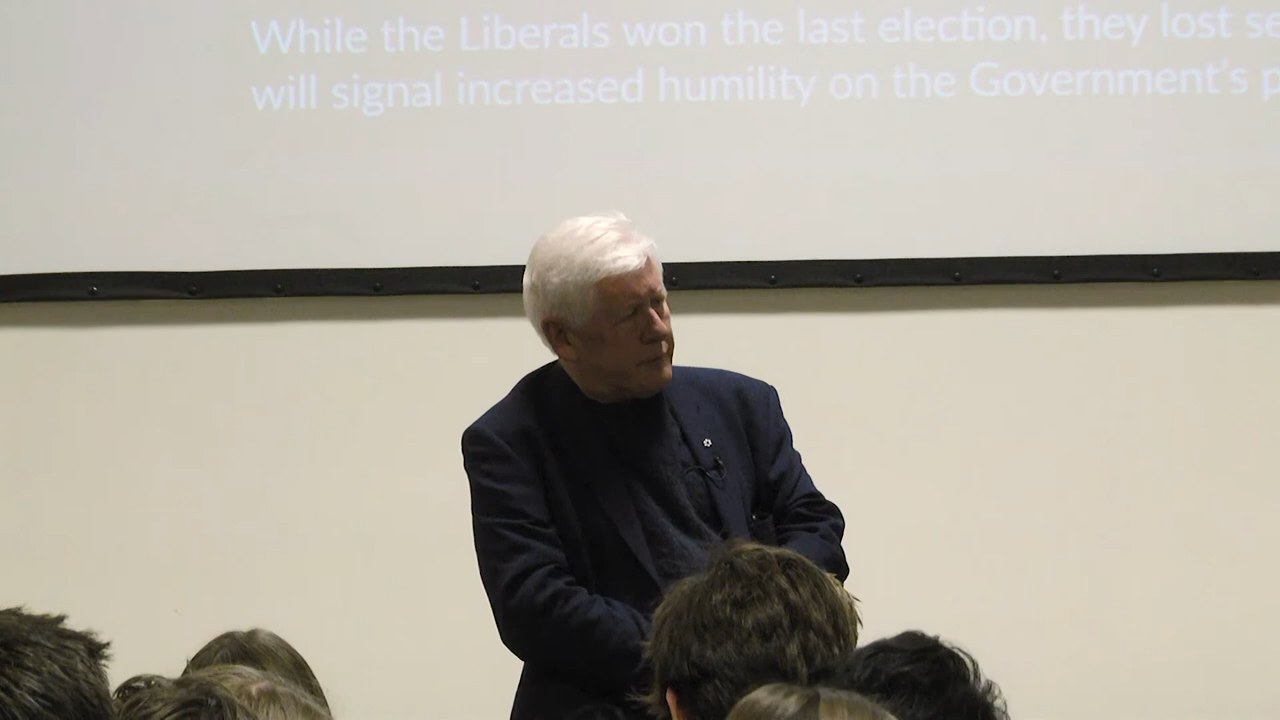 While the Liberals won the last election, they lost
will signal increased humility on the Government's